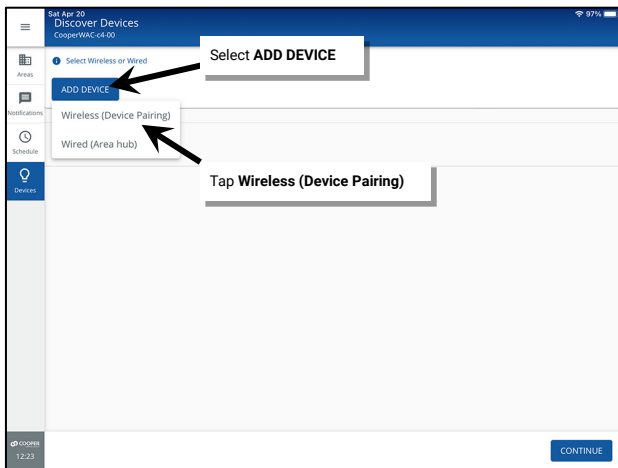 Sat Apr 20
97%
Discover Devices
CooperWAC-c4-00
Select Wireless or Wired
Select ADD DEVICE
Areas
ADD DEVICE
Notifications
Wireless (Device Pairing)
Schedule
Wired (Area hub)
Tap Wireless (Device Pairing)
Devices
COOPER
12:23
CONTINUE